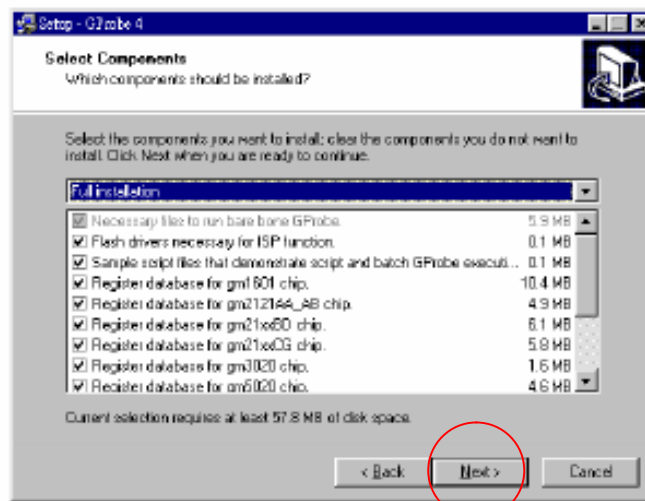 Setup - GProbe 4
Select Components
Which components should be installed?
Select the components you want to install; clear the components you do not want to
install. Click Next when you are ready to continue.
Full installation
Necessary files to run bare bone GProbe. 5.9 MB
Flash drivers necessary for ISP function. 0.1 MB
Sample script files that demonstrate script and batch GProbe executi... 0.1 MB
Register database for gm1601 chip. 10.4 MB
Register database for gm2121AA_AB chip. 4.9 MB
Register database for gm21xxBD chip. 6.1 MB
Register database for gm21xxCG chip. 5.8 MB
Register database for gm3020 chip. 1.6 MB
Register database for gm5020 chip. 4.6 MB
Current selection requires at least 57.8 MB of disk space.
< Back Next > Cancel